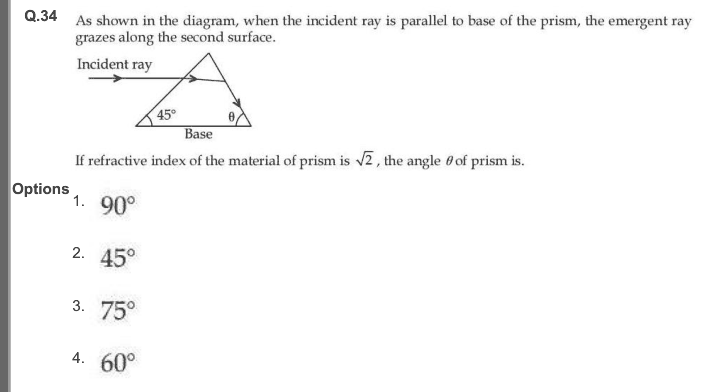 Q.34 As shown in the diagram, when the incident ray is parallel to base of the prism, the emergent ray
grazes along the second surface.
Incident ray
45° θ
Base
If refractive index of the material of prism is √2 , the angle θ of prism is.
Options
1. 90°
2. 45°
3. 75°
4. 60°